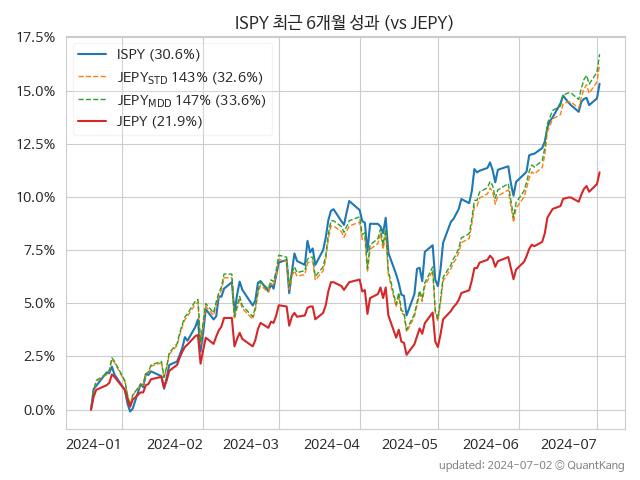 ISPY 최근 6개월 성과 (vs JEPY)
17.5%
15.0%
12.5%
10.0%
7.5%
5.0%
2.5%
0.0%
ISPY (30.6%)
JEPY_STD 143% (32.6%)
JEPY_MDD 147% (33.6%)
JEPY (21.9%)
2024-01 2024-02 2024-03 2024-04 2024-05 2024-06 2024-07
updated: 2024-07-02 © QuantKang